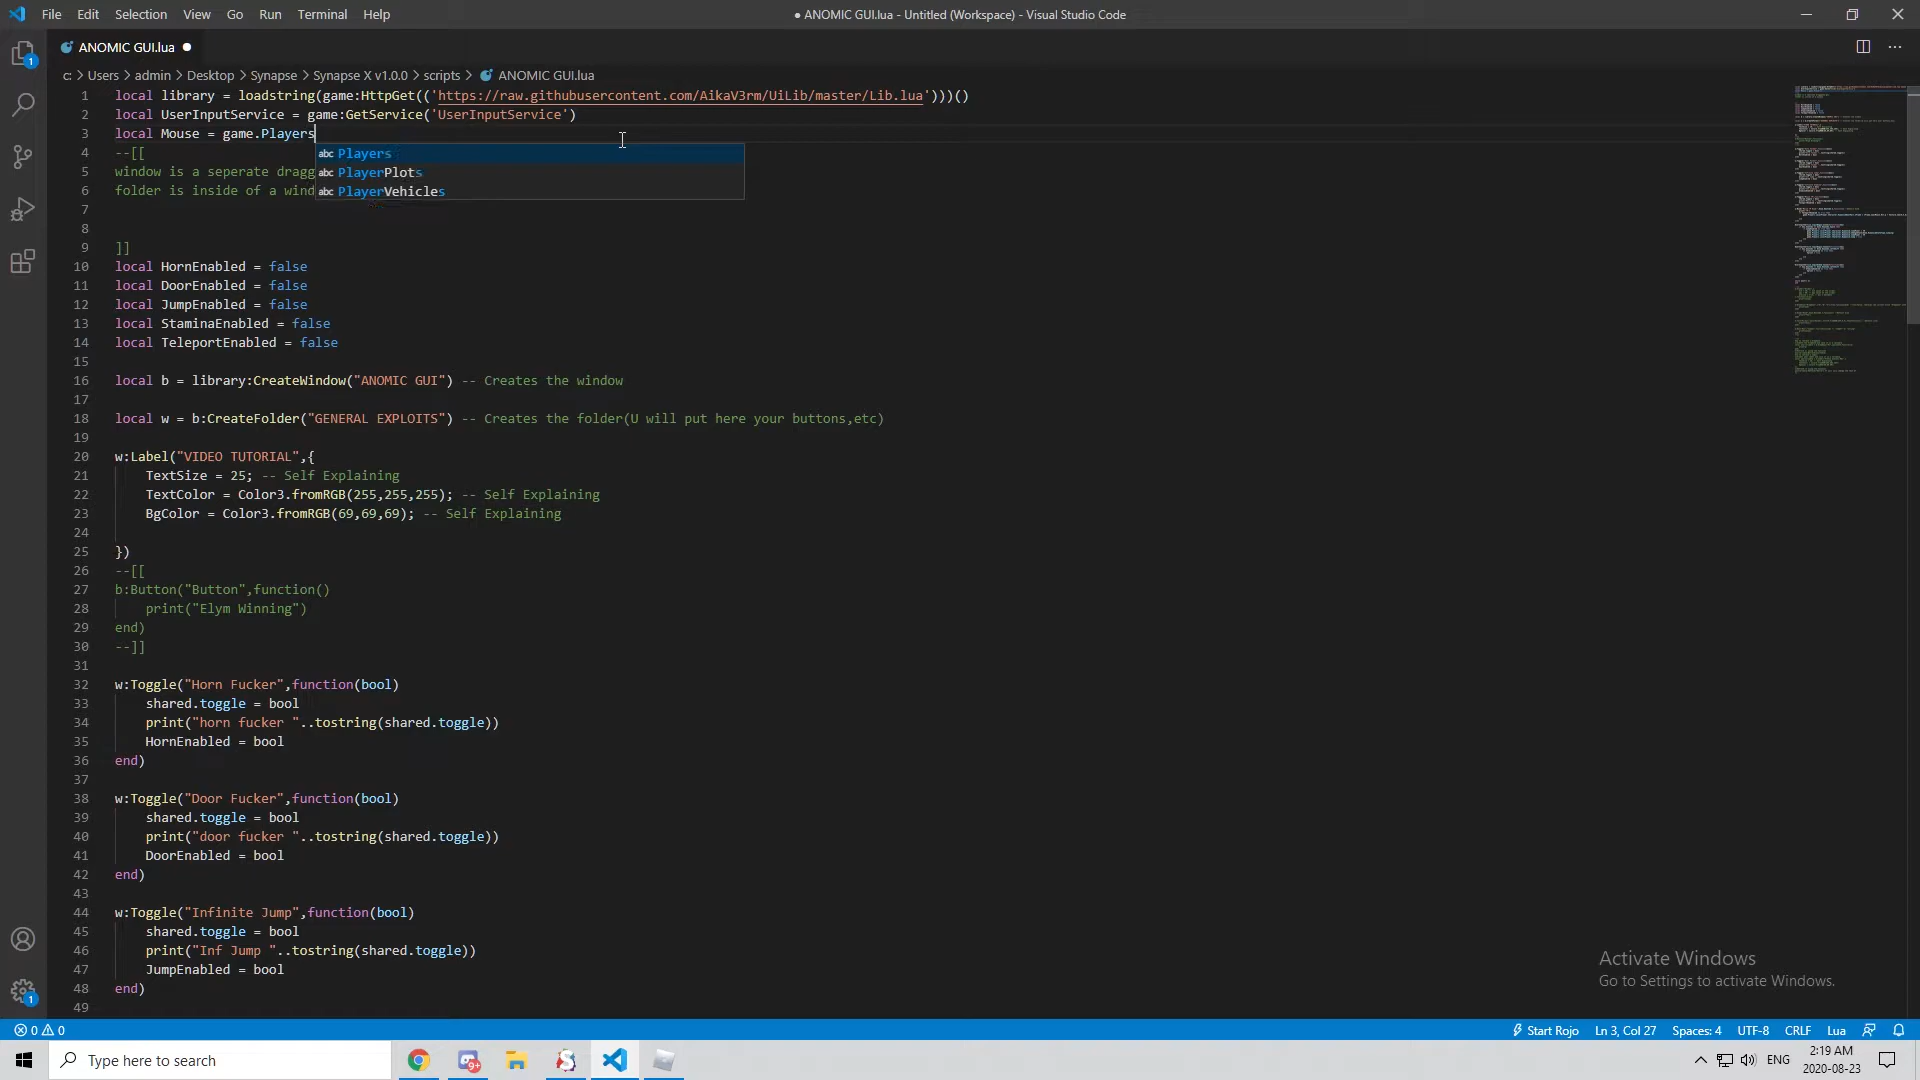 File Edit Selection View Go Run Terminal Help
● ANOMIC GUI.lua - Untitled (Workspace) - Visual Studio Code
ANOMIC GUI.lua ●
c: > Users > admin > Desktop > Synapse > Synapse X v1.0.0 > scripts > ANOMIC GUI.lua
1 local library = loadstring(game:HttpGet(('https://raw.githubusercontent.com/AikaV3rm/UiLib/master/Lib.lua')))()
2 local UserInputService = game:GetService('UserInputService')
3 local Mouse = game.Players
4 --[[
abc Players
5 window is a seperate dragg
abc PlayerPlots
6 folder is inside of a wind
abc PlayerVehicles
7
8
9 ]]
10 local HornEnabled = false
11 local DoorEnabled = false
12 local JumpEnabled = false
13 local StaminaEnabled = false
14 local TeleportEnabled = false
15
16 local b = library:CreateWindow("ANOMIC GUI") -- Creates the window
17
18 local w = b:CreateFolder("GENERAL EXPLOITS") -- Creates the folder(U will put here your buttons,etc)
19
20 w:Label("VIDEO TUTORIAL",{
21     TextSize = 25; -- Self Explaining
22     TextColor = Color3.fromRGB(255,255,255); -- Self Explaining
23     BgColor = Color3.fromRGB(69,69,69); -- Self Explaining
24
25 })
26 --[[
27 b:Button("Button",function()
28     print("Elym Winning")
29 end)
30 --]]
31
32 w:Toggle("Horn Fucker",function(bool)
33     shared.toggle = bool
34     print("horn fucker "..tostring(shared.toggle))
35     HornEnabled = bool
36 end)
37
38 w:Toggle("Door Fucker",function(bool)
39     shared.toggle = bool
40     print("door fucker "..tostring(shared.toggle))
41     DoorEnabled = bool
42 end)
43
44 w:Toggle("Infinite Jump",function(bool)
45     shared.toggle = bool
46     print("Inf Jump "..tostring(shared.toggle))
47     JumpEnabled = bool
48 end)
49
Activate Windows
Go to Settings to activate Windows.
1
1
0 0
Start Rojo Ln 3, Col 27 Spaces: 4 UTF-8 CRLF Lua
Type here to search
9+
ENG
2:19 AM
2020-08-23